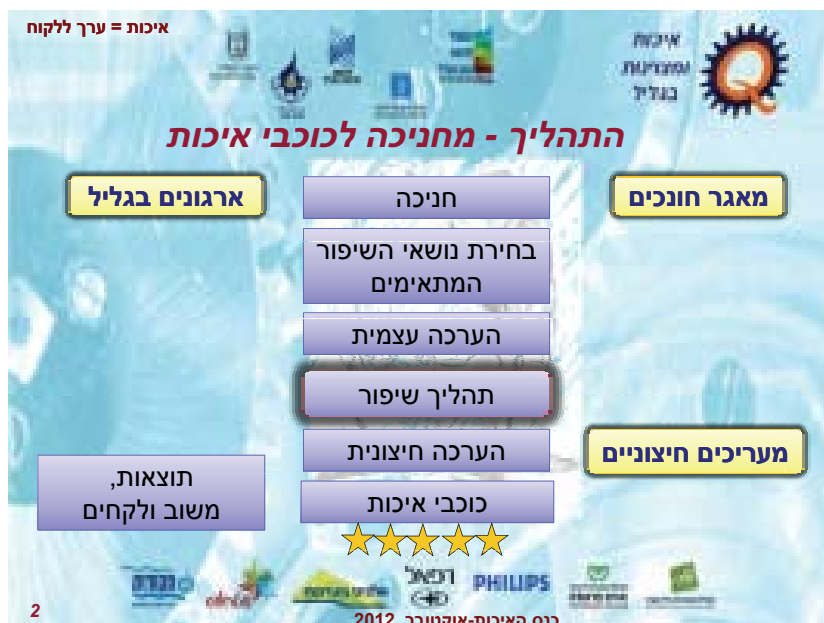 איכות = ערך ללקוח
איכות
ומצוינות
בגליל
התהליך - מחניכה לכוכבי איכות
מאגר חונכים
חניכה
ארגונים בגליל
בחירת נושאי השיפור
המתאימים
הערכה עצמית
תהליך שיפור
הערכה חיצונית
מעריכים חיצוניים
תוצאות,
משוב ולקחים
כוכבי איכות
רפאל
PHILIPS
כנס האיכות-אוקטובר 2012
2